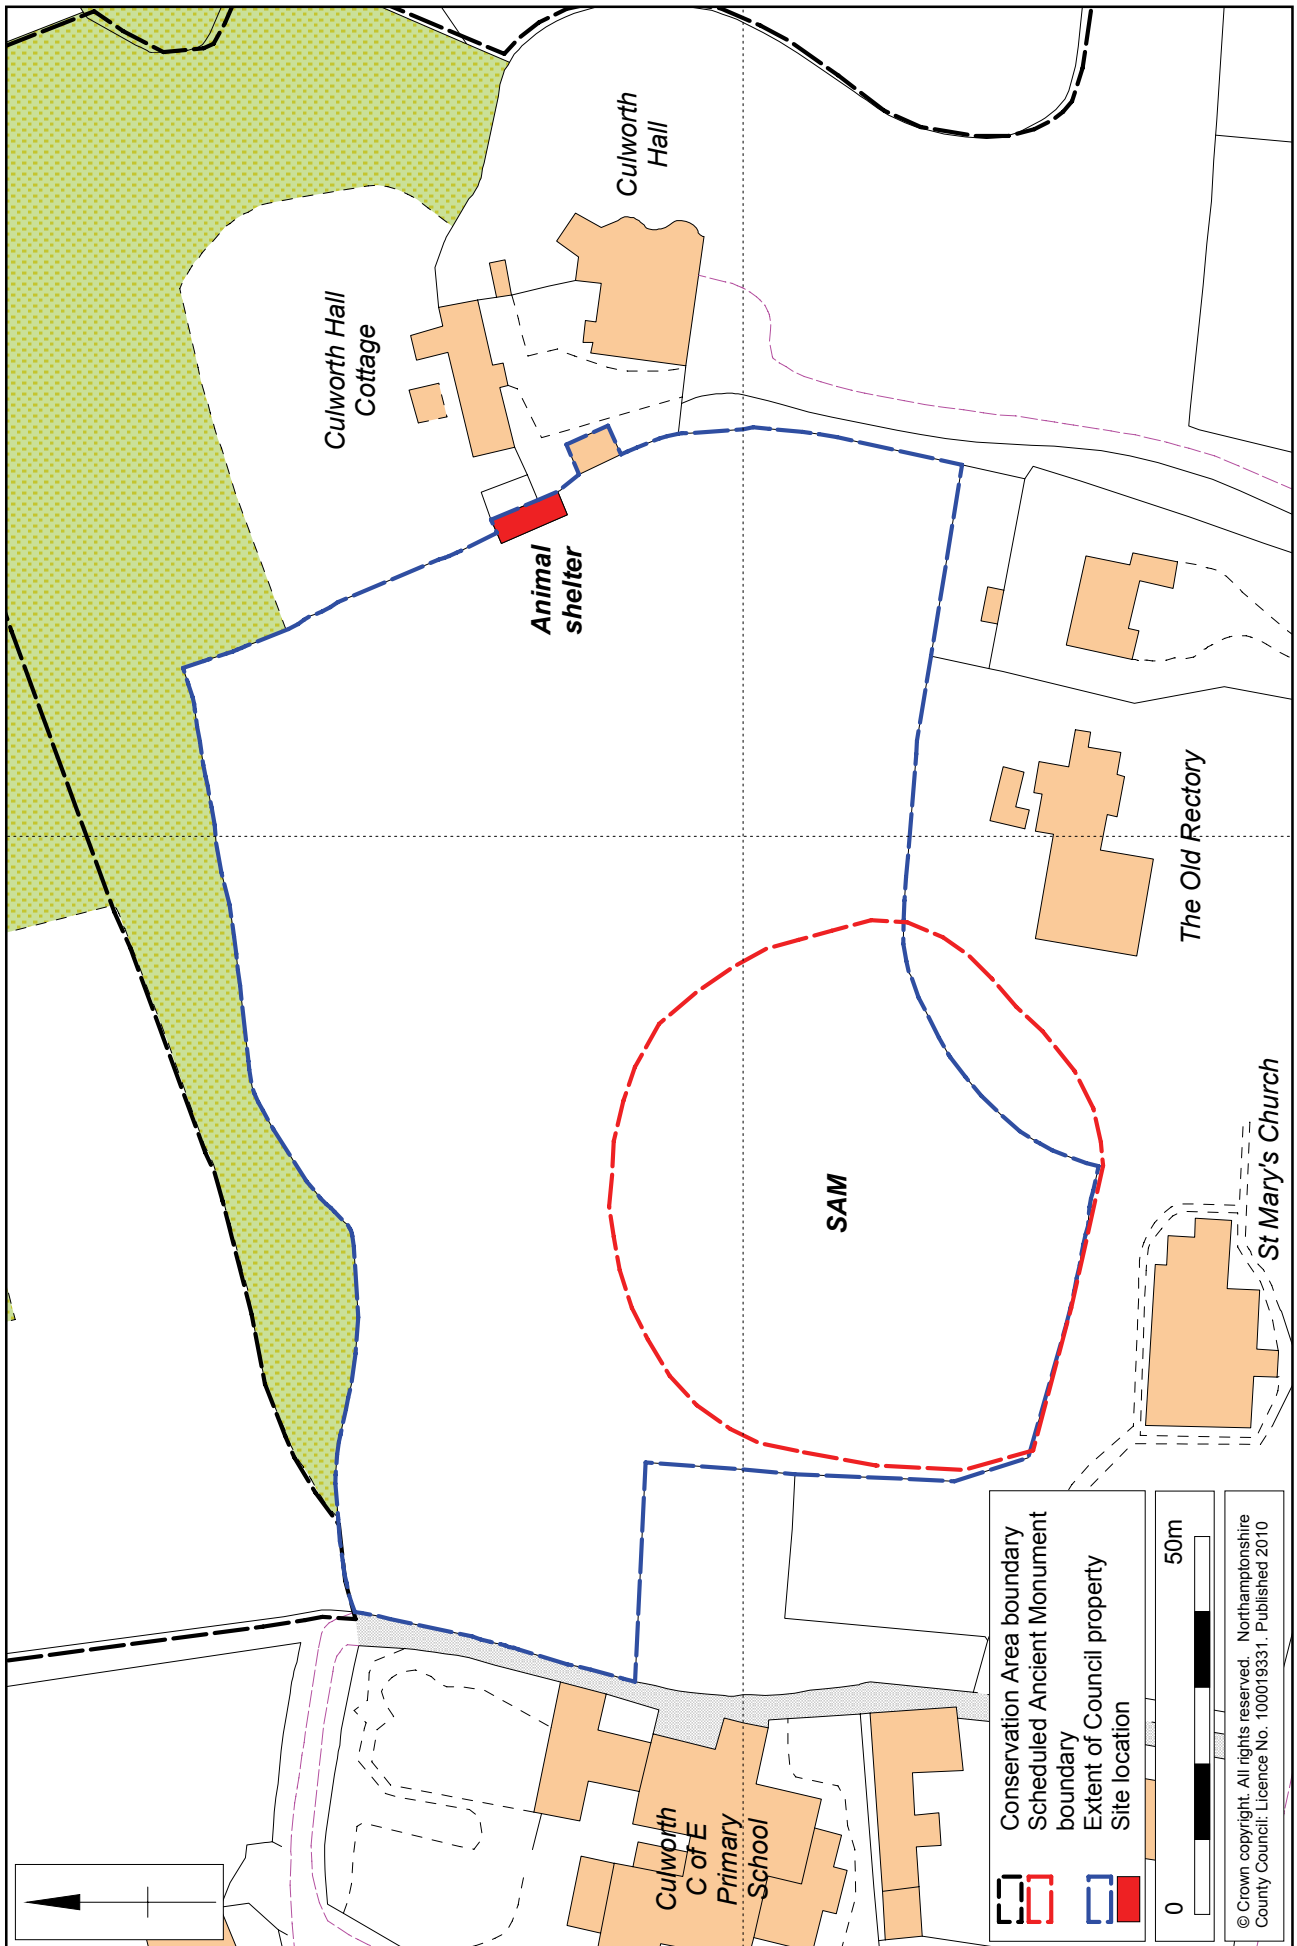 Culworth Hall
Cottage
Culworth
Hall
Animal
shelter
SAM
The Old Rectory
St Mary's Church
Culworth
C of E
Primary
School
Conservation Area boundary
Scheduled Ancient Monument
boundary
Extent of Council property
Site location
0
50m
© Crown copyright. All rights reserved. Northamptonshire
County Council: Licence No. 100019331. Published 2010